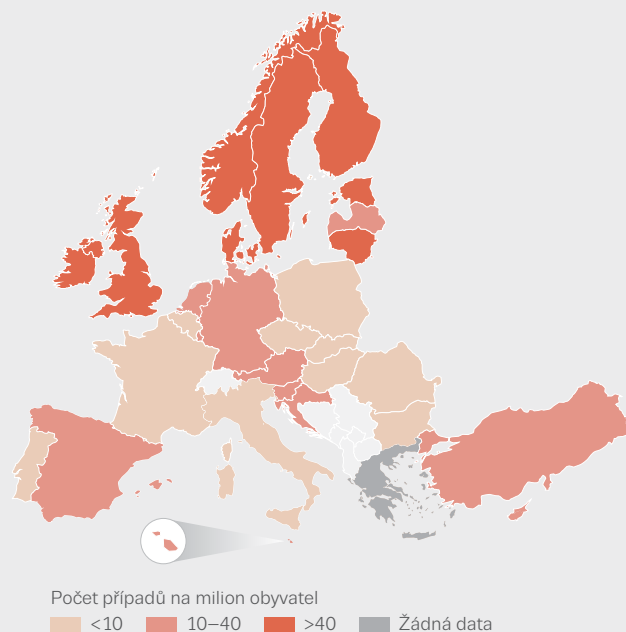 Počet případů na milion obyvatel
<10 10–40 >40 Žádná data